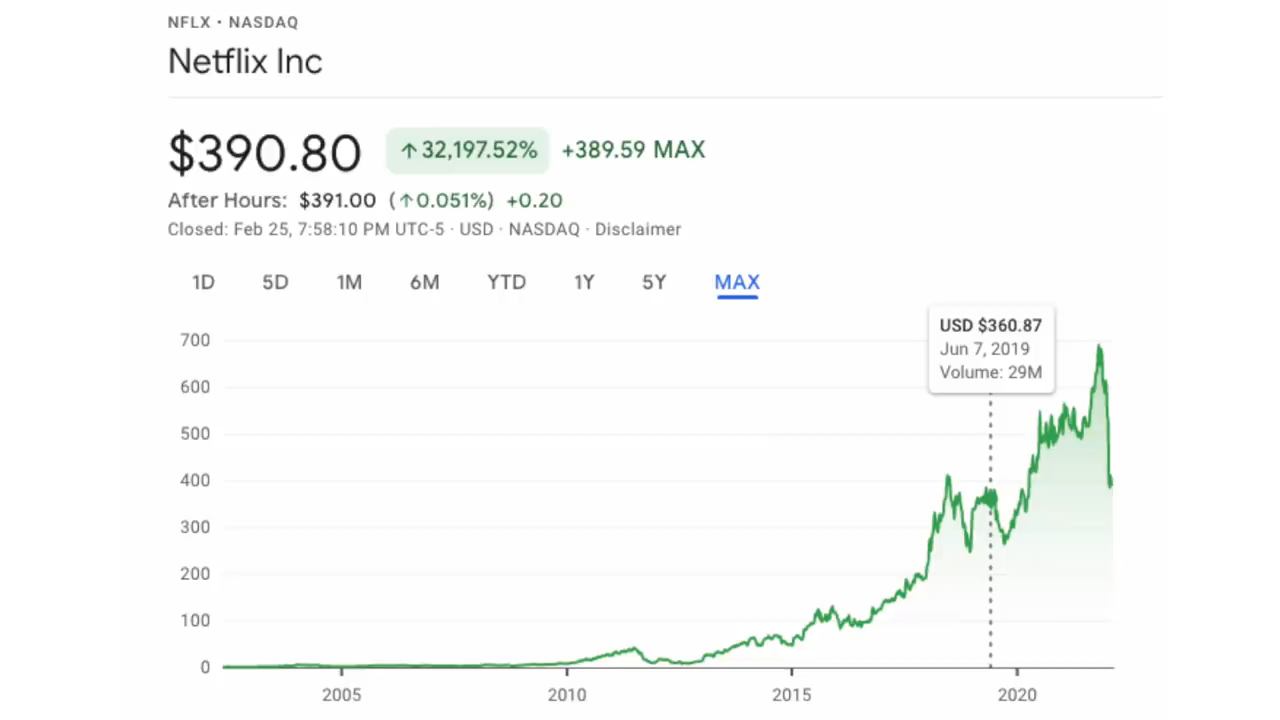 NFLX • NASDAQ
Netflix Inc
$390.80 ↑32,197.52% +389.59 MAX
After Hours: $391.00 (↑0.051%) +0.20
Closed: Feb 25, 7:58:10 PM UTC-5 · USD · NASDAQ · Disclaimer
1D 5D 1M 6M YTD 1Y 5Y MAX
USD $360.87
Jun 7, 2019
Volume: 29M
700
600
500
400
300
200
100
0
2005 2010 2015 2020